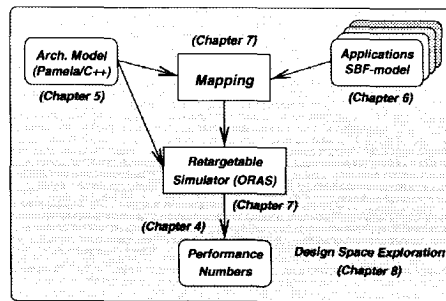 (Chapter 7)
Arch. Model
(Pamela/C++)
(Chapter 5)
Mapping
Applications
SBF-model
(Chapter 6)
Retargetable
Simulator (ORAS)
(Chapter 7)
(Chapter 4)
Performance
Numbers
Design Space Exploration
(Chapter 8)